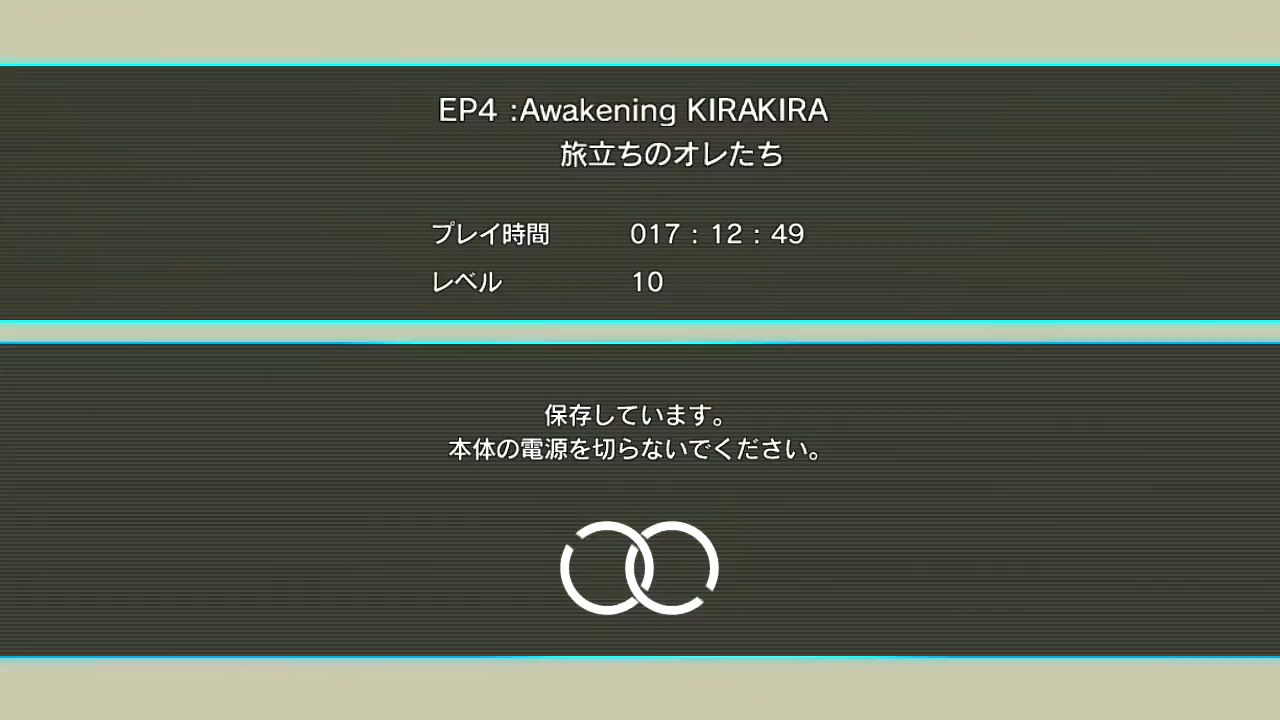 EP4 :Awakening KIRAKIRA
旅立ちのオレたち
プレイ時間 017 : 12 : 49
レベル 10
保存しています。
本体の電源を切らないでください。